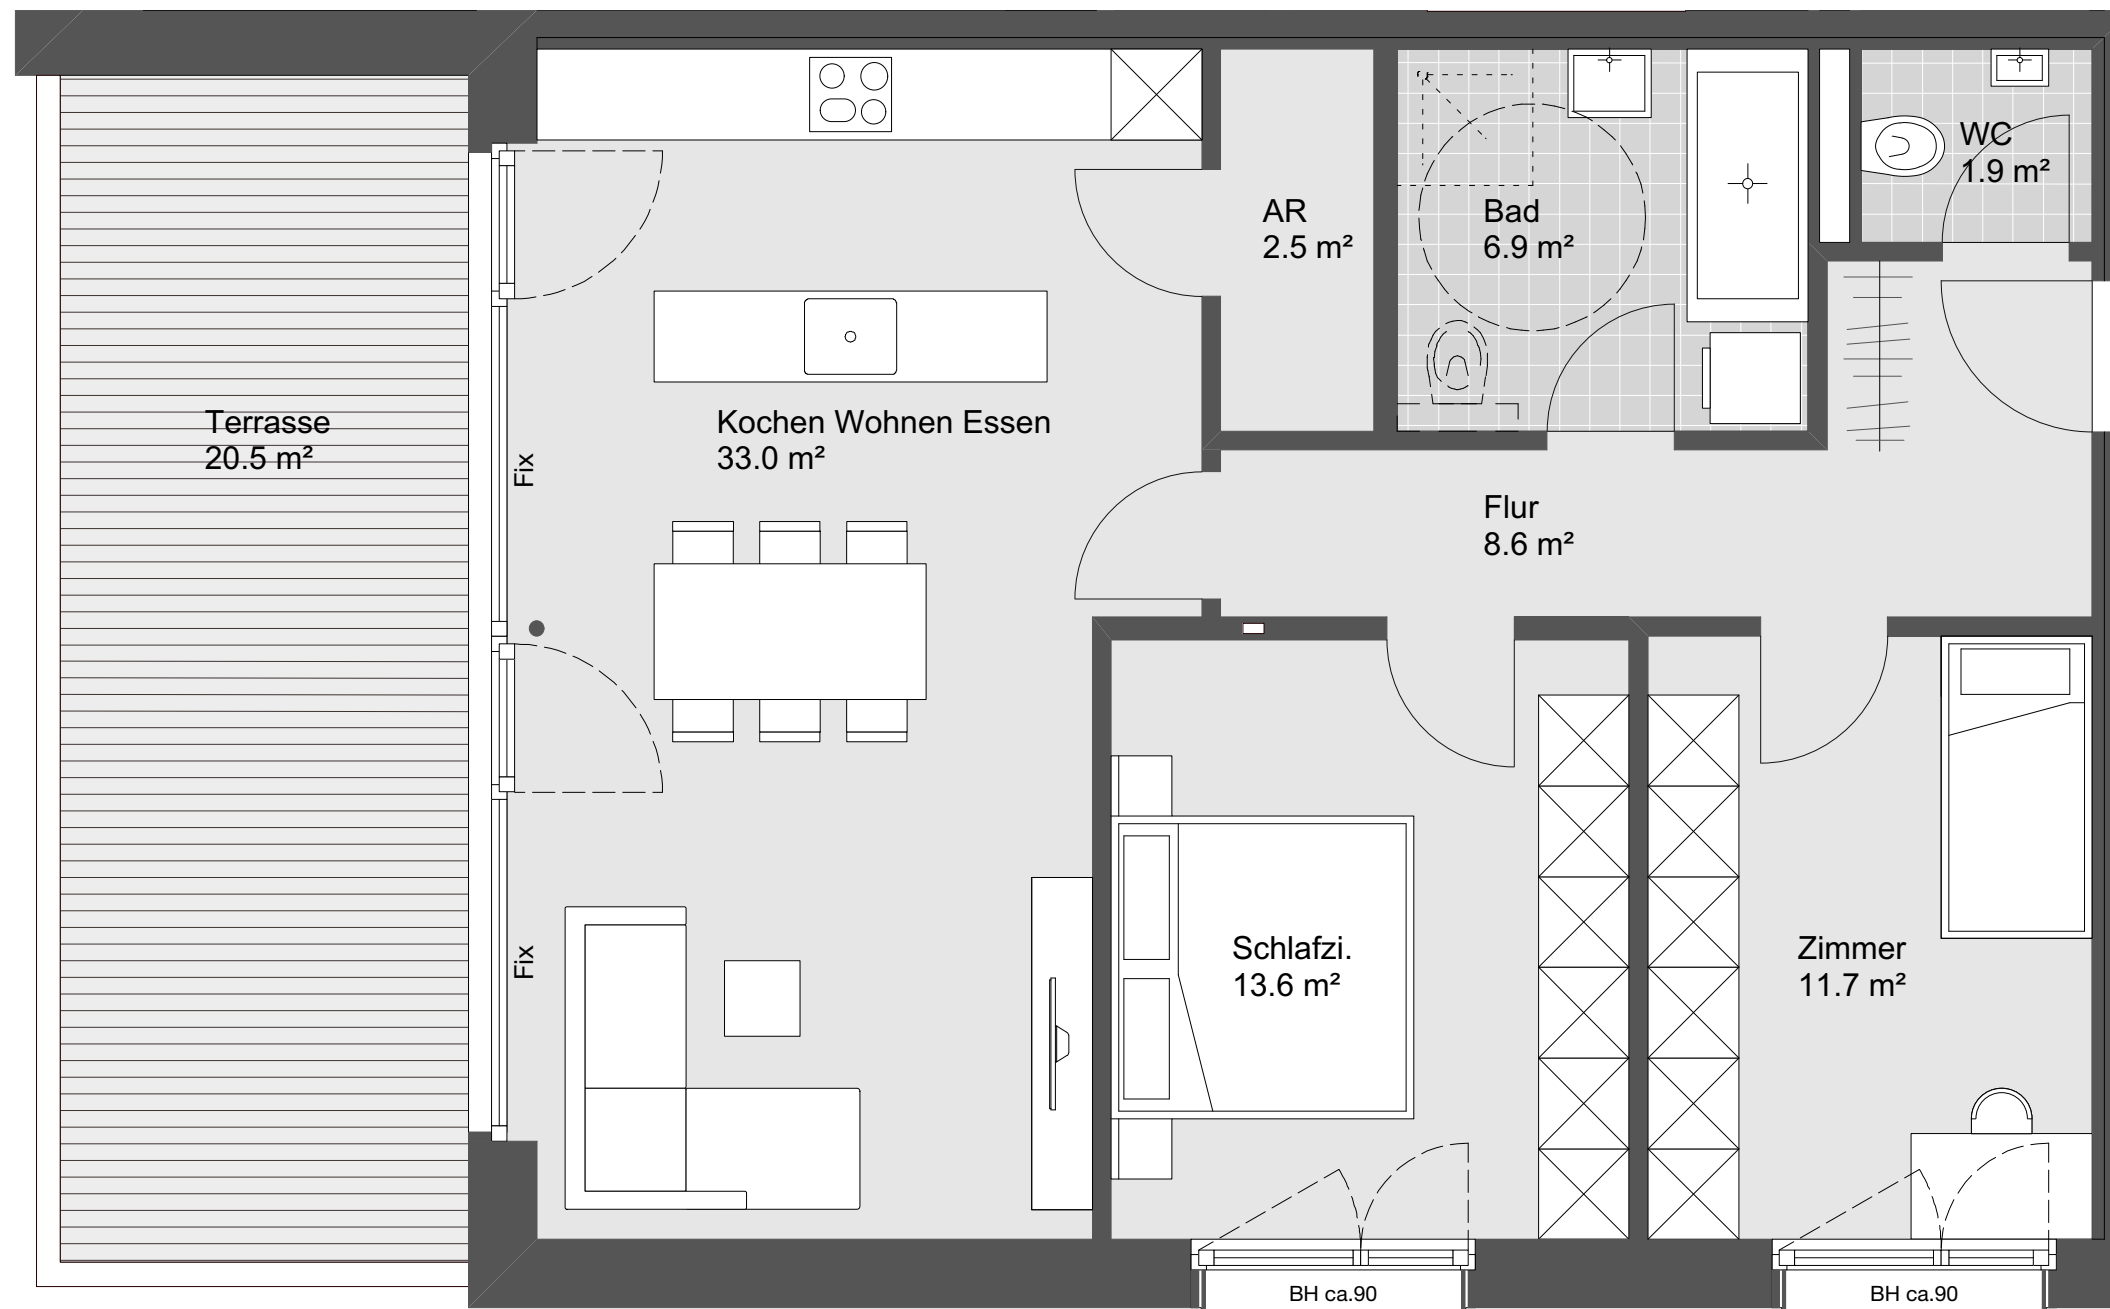 WC
1.9 m²
AR
2.5 m²
Bad
6.9 m²
Terrasse
20.5 m²
Kochen Wohnen Essen
33.0 m²
Fix
Flur
8.6 m²
Fix
Schlafzi.
13.6 m²
Zimmer
11.7 m²
BH ca.90
BH ca.90